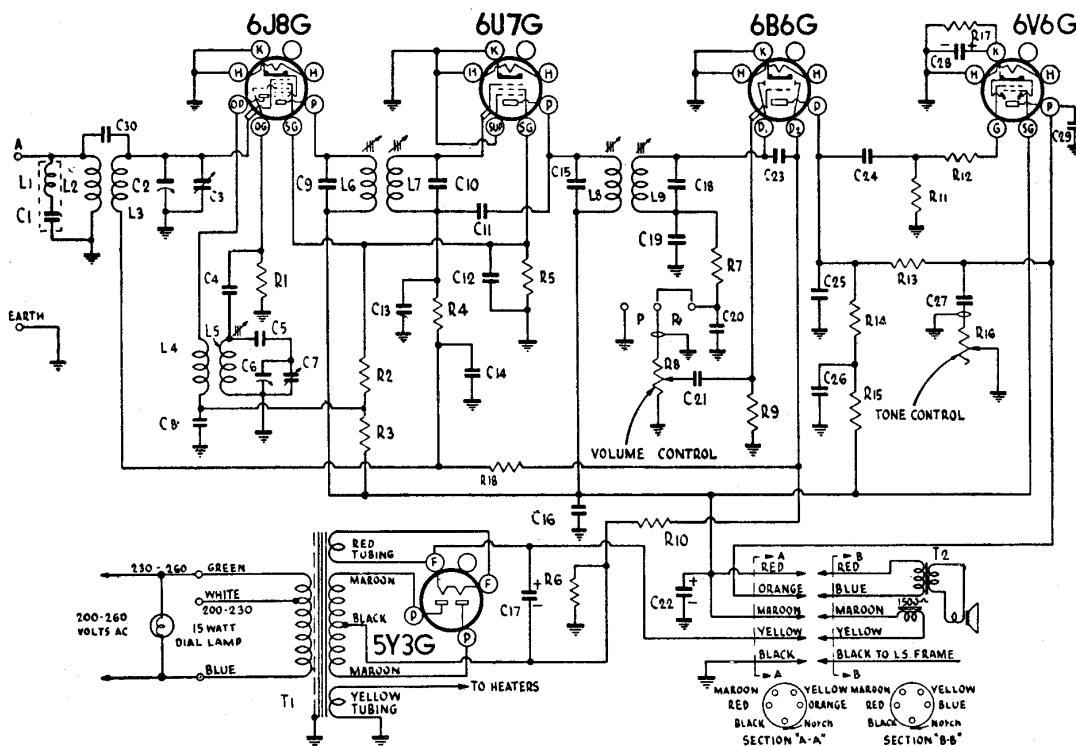 6J8G 6U7G 6B6G 6V6G
K K K R17 K
C28
H H H H H H H H
OD P P P P C29
C30 OG SG SUP SG D1 D2 G SG
A
L1 L2 C2 C3 C9 L6 L7 C10 C15 L8 L9 C18 C23 C24 R12
C1 L3 C11 C19 R11
C4 R1 C12 R5 R7 R13
C13 R4 P R C20 C25 R14 C27 R16
EARTH
L4 L5 C5
C6 C7 R2 C14 R8 C21 R9 C26 R15
C8 R3 TONE CONTROL
VOLUME CONTROL
R18
C16 R10
RED
TUBING
F F A B T2
230-260 GREEN MAROON RED
WHITE P C17 R6 C22 ORANGE BLUE
200-230 150Ω
200-260
VOLTS AC
15 WATT
DIAL LAMP
BLACK MAROON MAROON
5Y3G P YELLOW YELLOW
BLUE MAROON BLACK BLACK TO L.S. FRAME
T1 TO HEATERS A B
YELLOW
TUBING
MAROON YELLOW MAROON YELLOW
RED ORANGE RED BLUE
BLACK NOTCH BLACK NOTCH
SECTION "A-A" SECTION "B-B"